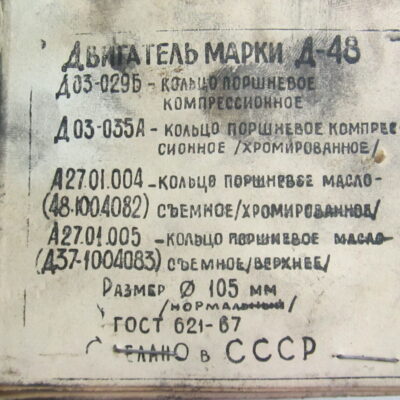 ДВИГАТЕЛЬ МАРКИ Д-48
Д03-029Б - КОЛЬЦО ПОРШНЕВОЕ
КОМПРЕССИОННОЕ
Д03-035А - КОЛЬЦО ПОРШНЕВОЕ КОМПРЕС-
СИОННОЕ /ХРОМИРОВАННОЕ/
А27.01.004 - КОЛЬЦО ПОРШНЕВОЕ МАСЛО-
(48-1004082) СЪЕМНОЕ/ХРОМИРОВАННОЕ/
А27.01.005 - КОЛЬЦО ПОРШНЕВОЕ МАСЛО-
(Д37-1004083) СЪЕМНОЕ/ВЕРХНЕЕ/
РАЗМЕР Ø 105 ММ
/НОРМАЛЬНЫЙ/
ГОСТ 621-67
ЕЛАНО В СССР